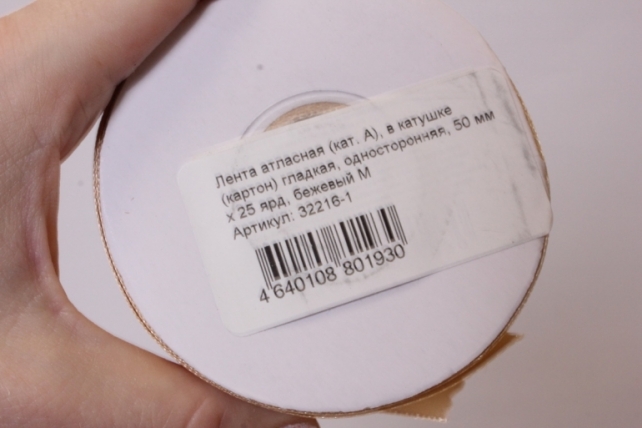 Лента атласная (кат. А), в катушке
(картон) гладкая, односторонняя, 50 мм
х 25 ярд, бежевый М
Артикул: 32216-1
4 640108 801930